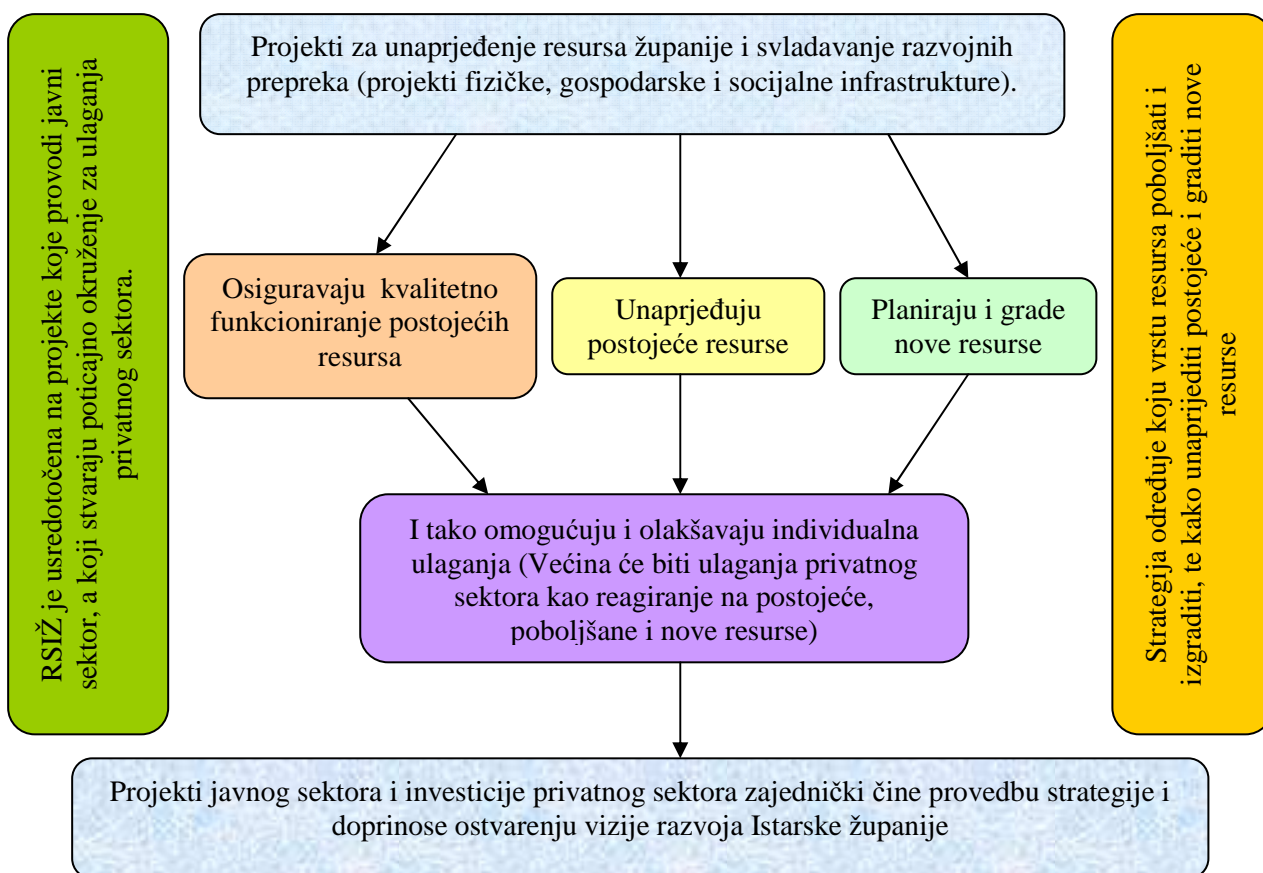 Projekti za unaprjeđenje resursa županije i svladavanje razvojnih
prepreka (projekti fizičke, gospodarske i socijalne infrastrukture).
RSIŽ je usredotočena na projekte koje provodi javni
sektor, a koji stvaraju poticajno okruženje za ulaganja
privatnog sektora.
Osiguravaju kvalitetno
funkcioniranje postojećih
resursa
Unaprjeđuju
postojeće resurse
Planiraju i grade
nove resurse
Strategija određuje koju vrstu resursa poboljšati i
izgraditi, te kako unaprijediti postojeće i graditi nove
resurse
I tako omogućuju i olakšavaju individualna
ulaganja (Većina će biti ulaganja privatnog
sektora kao reagiranje na postojeće,
poboljšane i nove resurse)
Projekti javnog sektora i investicije privatnog sektora zajednički čine provedbu strategije i
doprinose ostvarenju vizije razvoja Istarske županije